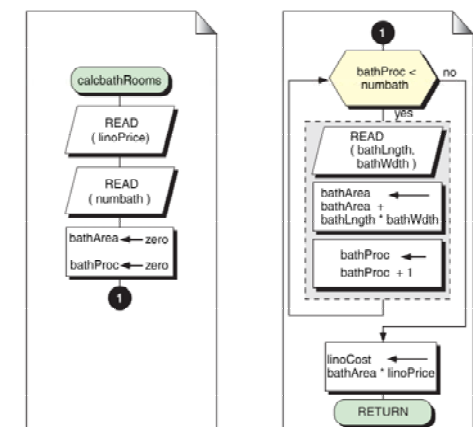 calcbathRooms
READ
( linoPrice)
READ
( numbath )
bathArea ← zero
bathProc ← zero
1
1
bathProc <
numbath
no
yes
READ
( bathLngth,
bathWdth )
bathArea ←
bathArea +
bathLngth * bathWdth
bathProc ←
bathProc + 1
linoCost ←
bathArea * linoPrice
RETURN